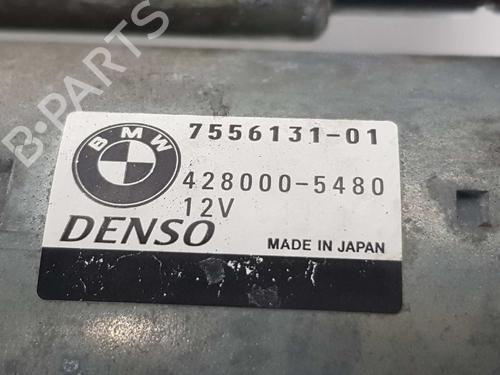 B-PARTS
BMW
7556131-01
428000-5480
12V
DENSO
MADE IN JAPAN